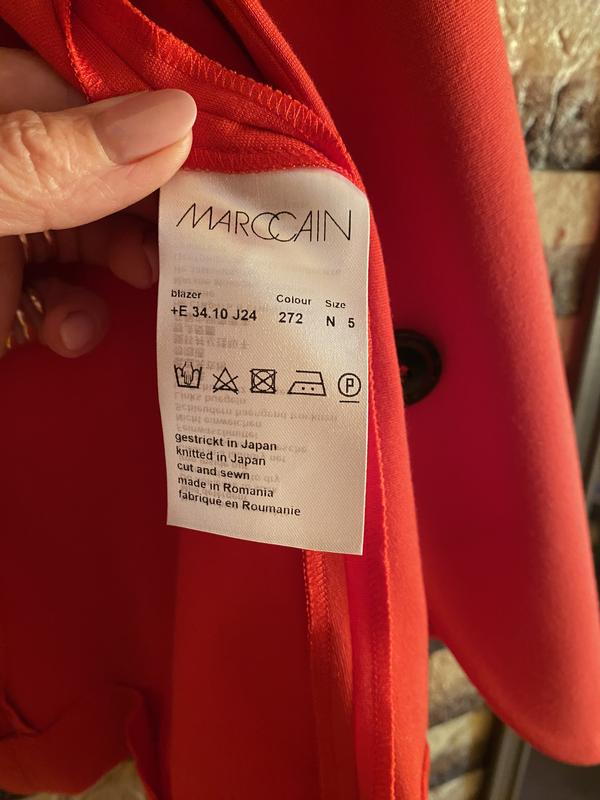 MARCCAIN
blazer Colour Size
+E 34.10 J24 272 N 5
P
gestrickt in Japan
knitted in Japan
cut and sewn
made in Romania
fabriqué en Roumanie